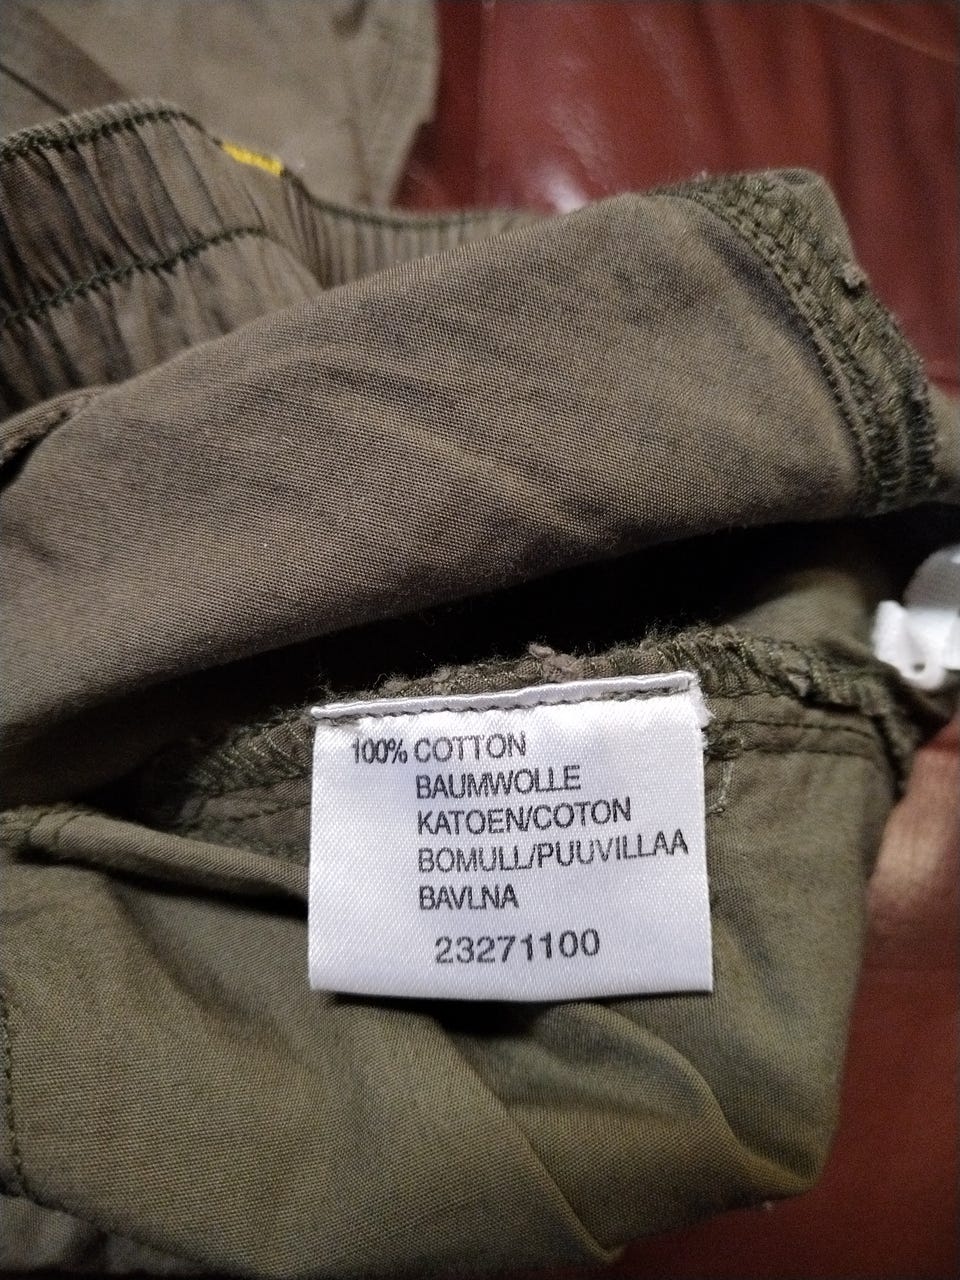 100% COTTON
BAUMWOLLE
KATOEN/COTON
BOMULL/PUUVILLAA
BAVLNA
23271100